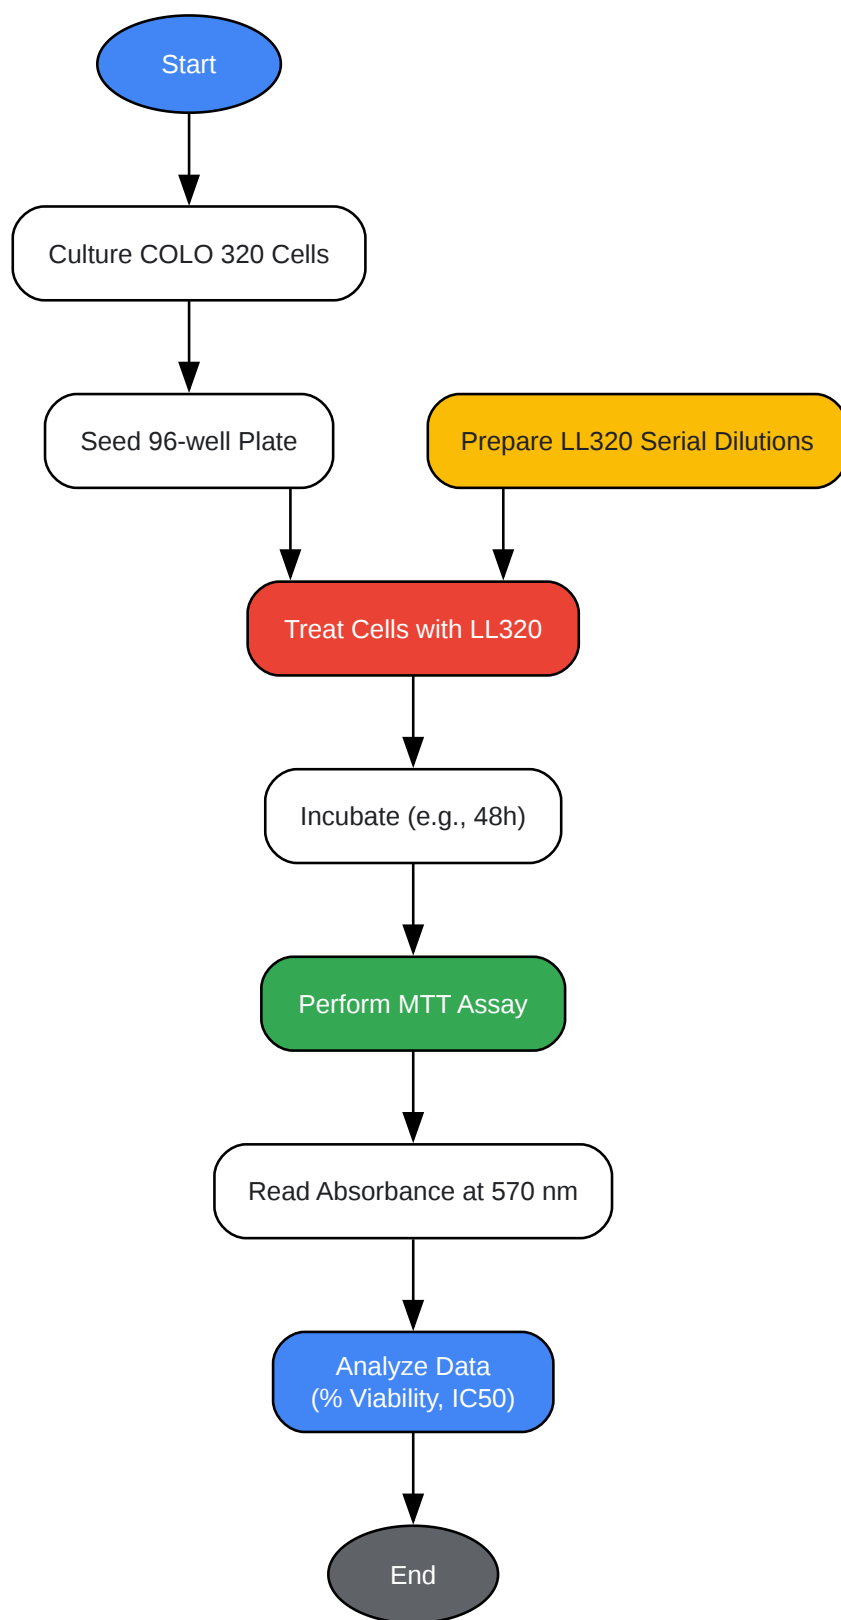 Start
Culture COLO 320 Cells
Seed 96-well Plate
Prepare LL320 Serial Dilutions
Treat Cells with LL320
Incubate (e.g., 48h)
Perform MTT Assay
Read Absorbance at 570 nm
Analyze Data
(% Viability, IC50)
End